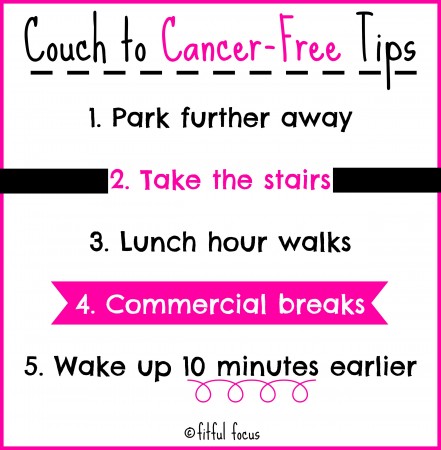 Couch to Cancer-Free Tips
1. Park further away
2. Take the stairs
3. Lunch hour walks
4. Commercial breaks
5. Wake up 10 minutes earlier
© fitful focus